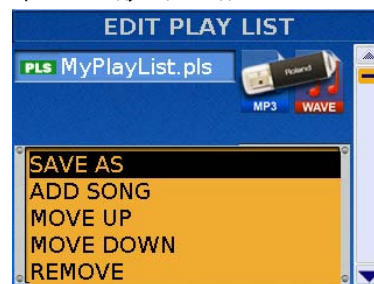 EDIT PLAY LIST
PLS MyPlayList.pls
Roland
MP3 WAVE
SAVE AS
ADD SONG
MOVE UP
MOVE DOWN
REMOVE